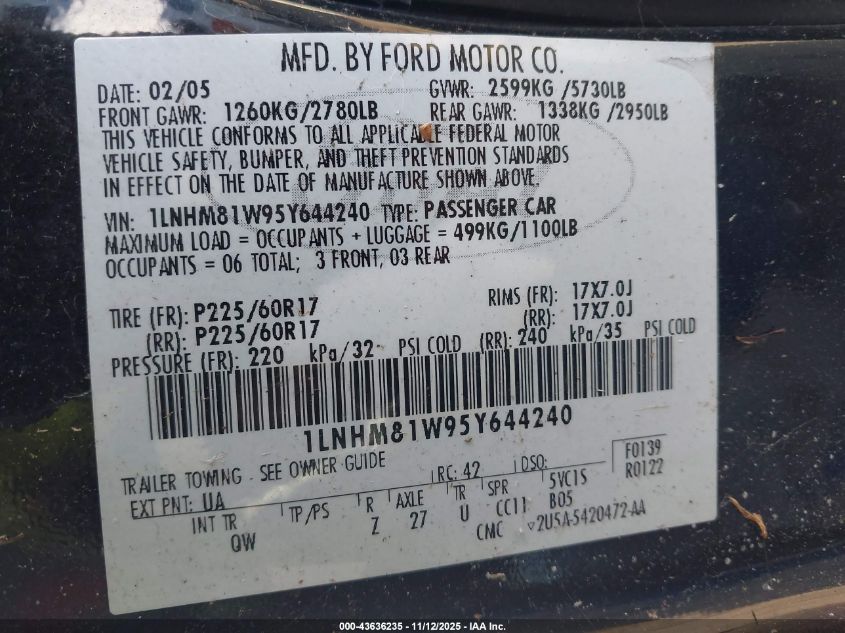 MFD. BY FORD MOTOR CO.
DATE: 02/05 GVWR: 2599KG /5730LB
FRONT GAWR: 1260KG/2780LB REAR GAWR: 1338KG /2950LB
THIS VEHICLE CONFORMS TO ALL APPLICABLE FEDERAL MOTOR
VEHICLE SAFETY, BUMPER, AND THEFT PREVENTION STANDARDS
IN EFFECT ON THE DATE OF MANUFACTURE SHOWN ABOVE.
VIN: 1LNHM81W95Y644240 TYPE: PASSENGER CAR
MAXIMUM LOAD = OCCUPANTS + LUGGAGE = 499KG/1100LB
OCCUPANTS = 06 TOTAL; 3 FRONT, 03 REAR
TIRE (FR): P225/60R17 RIMS (FR): 17X7.0J
(RR): P225/60R17 (RR): 17X7.0J
PRESSURE (FR): 220 kPa/32 PSI COLD (RR): 240 kPa/35 PSI COLD
1LNHM81W95Y644240
TRAILER TOWING - SEE OWNER GUIDE F0139
EXT PNT: UA RC: 42 DSO: R0122
INT TR TP/PS R AXLE TR SPR 5VC15
QW Z 27 U CC11 B05
CMC 2U5A-5420472-AA
000-43636235 - 11/12/2025 - IAA Inc.